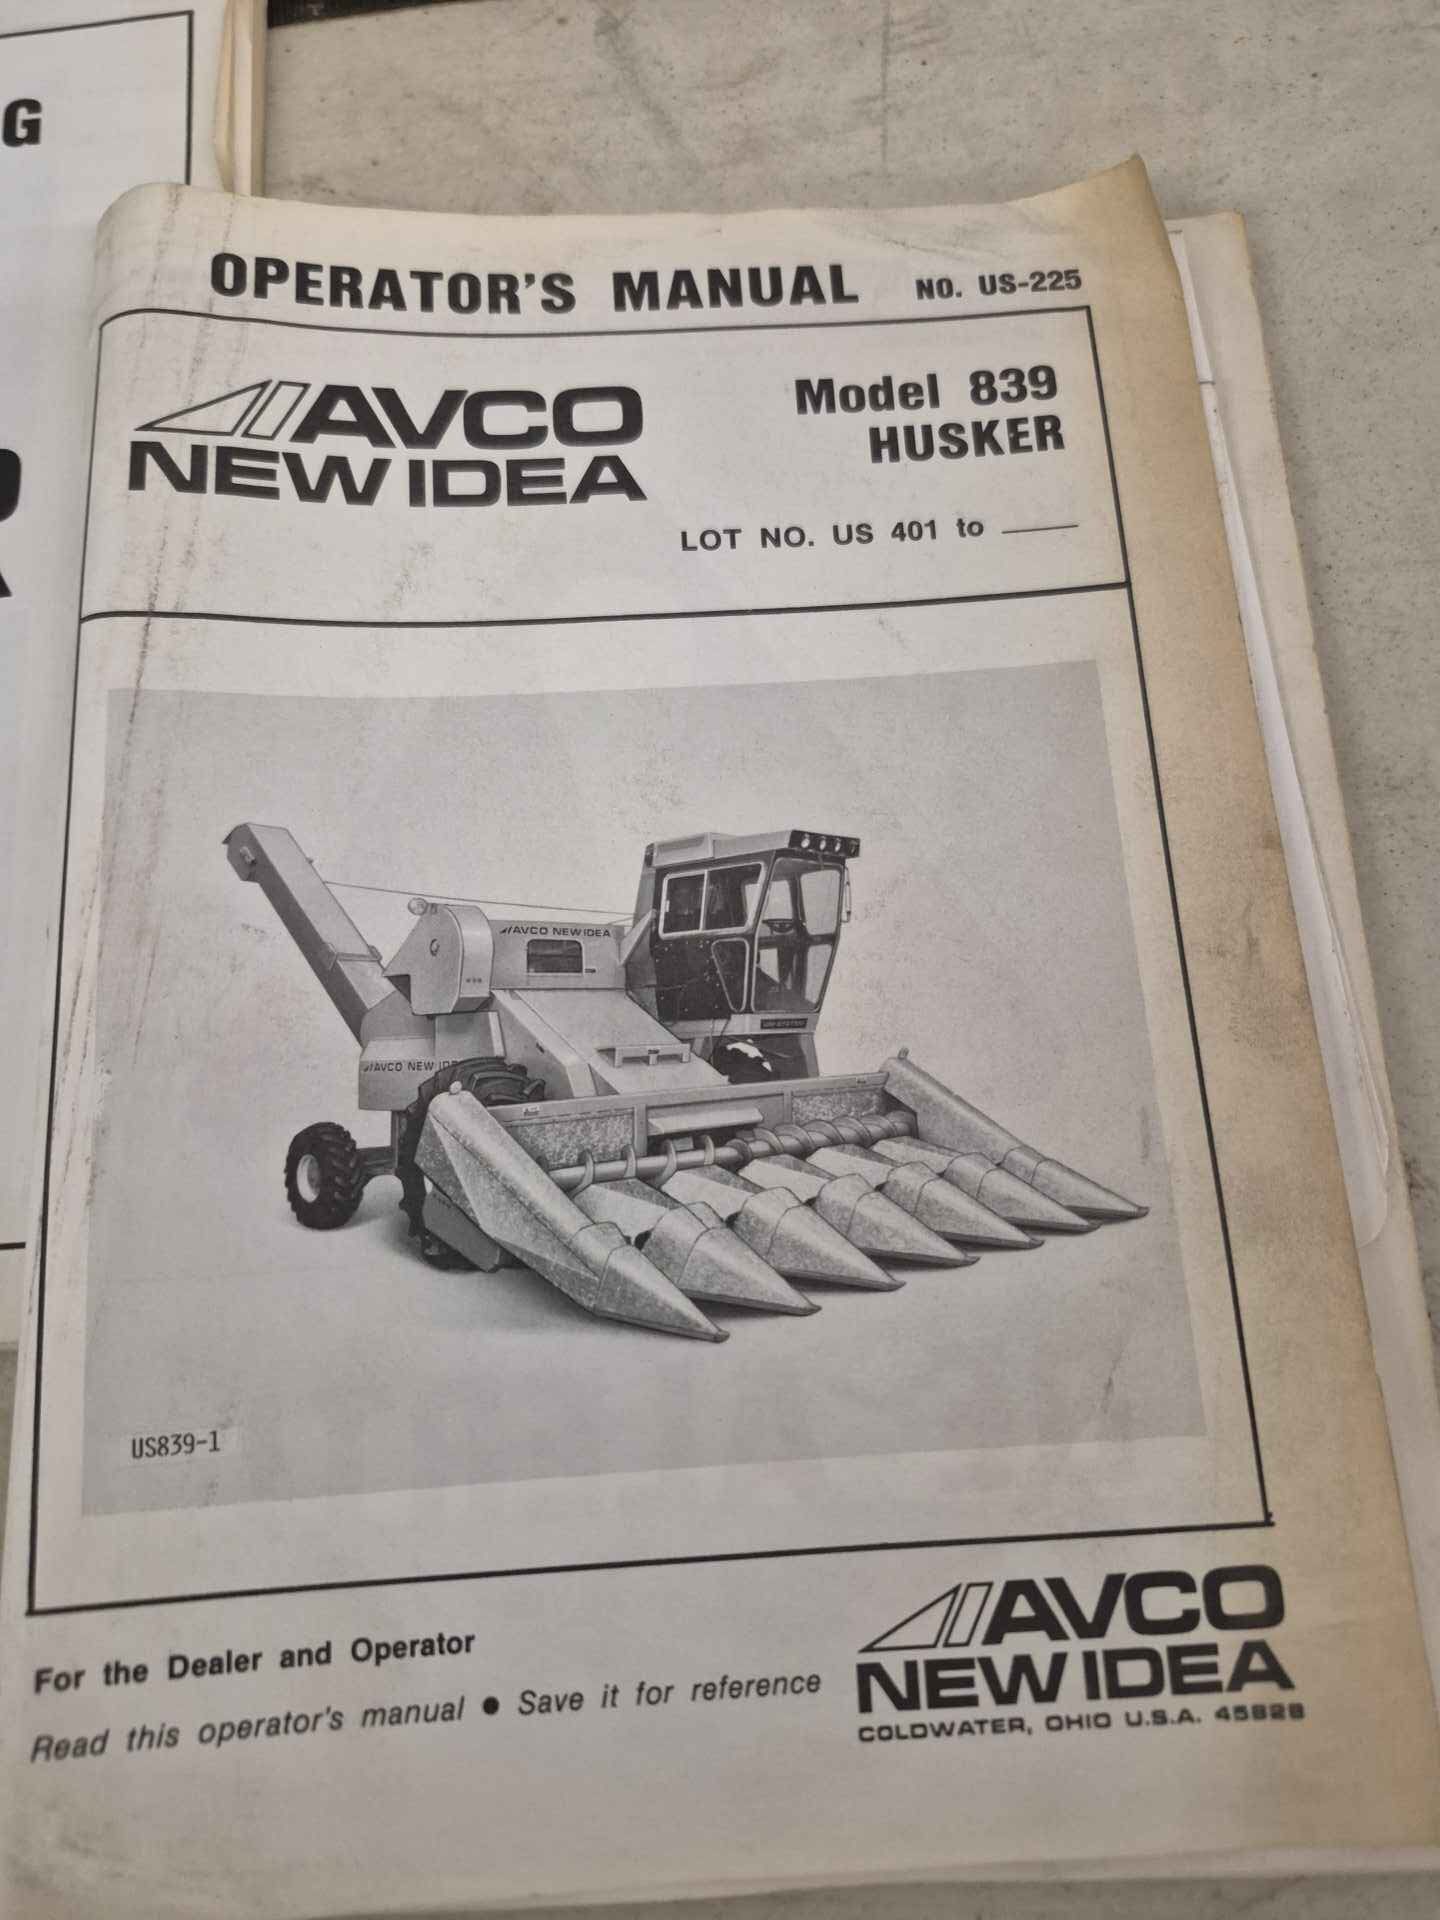 G
OPERATOR'S MANUAL NO. US-225
AVCO
NEW IDEA
Model 839
HUSKER
LOT NO. US 401 to
AVCO NEW IDEA
AVCO NEW IDE
US839-1
For the Dealer and Operator
Read this operator's manual ● Save it for reference
AVCO
NEW IDEA
COLDWATER, OHIO U.S.A. 45828